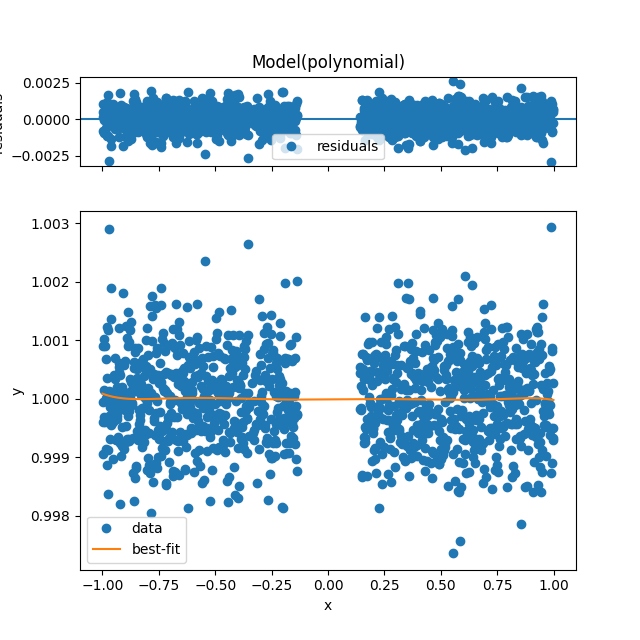 Model(polynomial)
0.0025
0.0000
−0.0025
residuals
residuals
1.003
1.002
1.001
1.000
0.999
0.998
y
data
best-fit
−1.00 −0.75 −0.50 −0.25 0.00 0.25 0.50 0.75 1.00
x